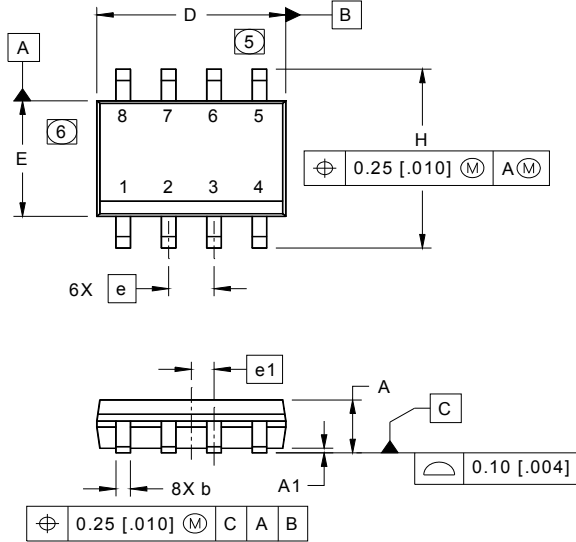 D
B
5
A
8 7 6 5
6
E
H
⌖ 0.25 [.010] Ⓜ AⓂ
1 2 3 4
6X e
e1
A
C
A1
⌓ 0.10 [.004]
8X b
⌖ 0.25 [.010] Ⓜ C A B